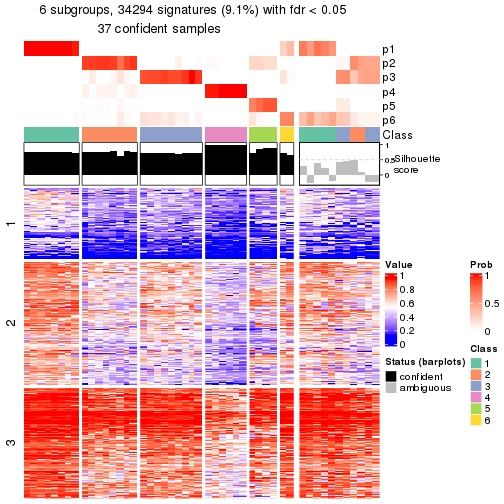 6 subgroups, 34294 signatures (9.1%) with fdr < 0.05
37 confident samples
p1
p2
p3
p4
p5
p6
Class
1
0.5
0
Silhouette
score
1
2
3
Value
1
0.8
0.6
0.4
0.2
0
Prob
1
0.5
0
Status (barplots)
confident
ambiguous
Class
1
2
3
4
5
6